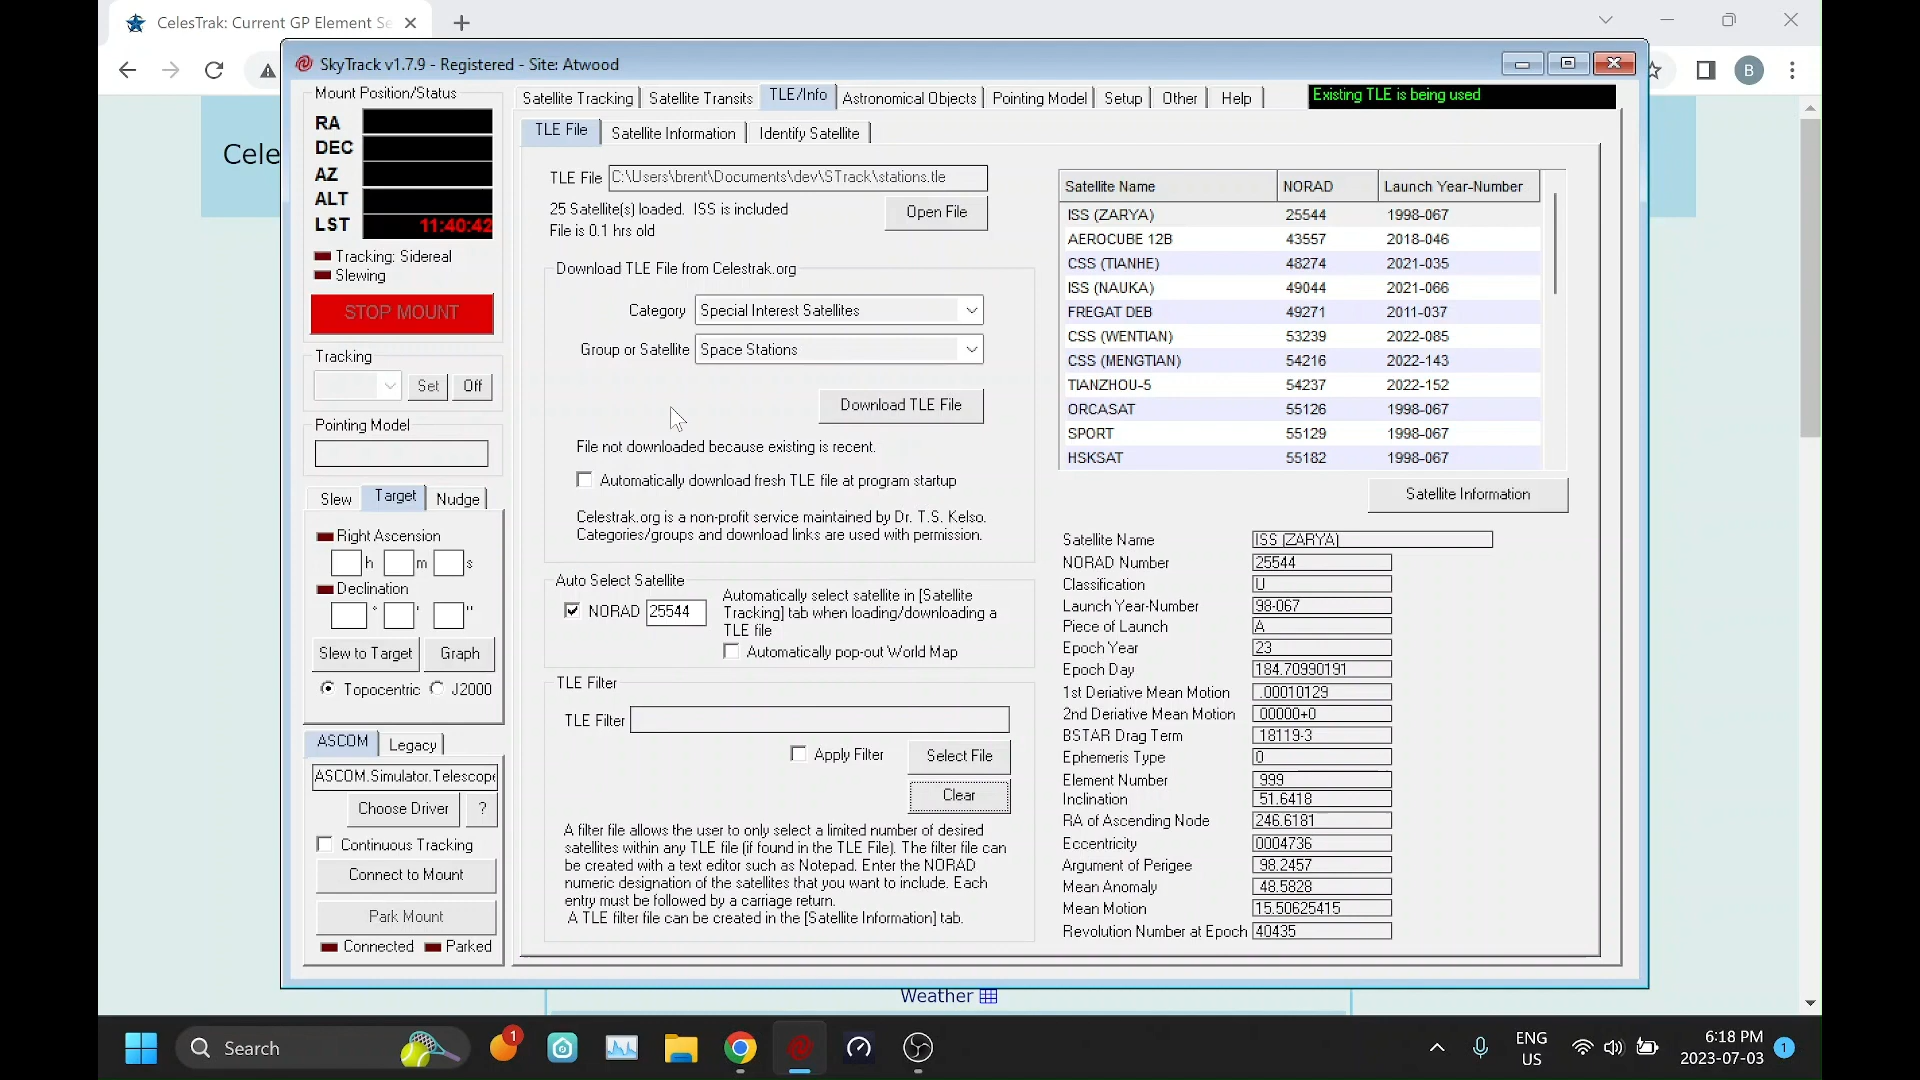 CelesTrak: Current GP Element Se
SkyTrack v1.7.9 - Registered - Site: Atwood
B
Celes
Mount Position/Status
RA
DEC
AZ
ALT
LST 11:40:42
Tracking: Sidereal
Slewing
STOP MOUNT
Tracking
Set Off
Pointing Model
Slew Target Nudge
Right Ascension
h m s
Declination
° ' "
Slew to Target Graph
Topocentric J2000
ASCOM Legacy
ASCOM.Simulator.Telescope
Choose Driver ?
Continuous Tracking
Connect to Mount
Park Mount
Connected Parked
Satellite Tracking Satellite Transits TLE/Info Astronomical Objects Pointing Model Setup Other Help
Existing TLE is being used
TLE File Satellite Information Identify Satellite
TLE File C:\Users\brent\Documents\dev\STrack\stations.tle
25 Satellite(s) loaded. ISS is included
File is 0.1 hrs old
Open File
Download TLE File from Celestrak.org
Category Special Interest Satellites
Group or Satellite Space Stations
Download TLE File
File not downloaded because existing is recent.
Automatically download fresh TLE file at program startup
Celestrak.org is a non-profit service maintained by Dr. T.S. Kelso.
Categories/groups and download links are used with permission.
Auto Select Satellite
NORAD 25544
Automatically select satellite in [Satellite
Tracking] tab when loading/downloading a
TLE file
Automatically pop-out World Map
TLE Filter
TLE Filter
Apply Filter Select File
Clear
A filter file allows the user to only select a limited number of desired
satellites within any TLE file (if found in the TLE File). The filter file can
be created with a text editor such as Notepad. Enter the NORAD
numeric designation of the satellites that you want to include. Each
entry must be followed by a carriage return.
A TLE filter file can be created in the [Satellite Information] tab.
Satellite Name NORAD Launch Year-Number
ISS (ZARYA) 25544 1998-067
AEROCUBE 12B 43557 2018-046
CSS (TIANHE) 48274 2021-035
ISS (NAUKA) 49044 2021-066
FREGAT DEB 49271 2011-037
CSS (WENTIAN) 53239 2022-085
CSS (MENGTIAN) 54216 2022-143
TIANZHOU-5 54237 2022-152
ORCASAT 55126 1998-067
SPORT 55129 1998-067
HSKSAT 55182 1998-067
Satellite Information
Satellite Name ISS (ZARYA)
NORAD Number 25544
Classification U
Launch Year-Number 98-067
Piece of Launch A
Epoch Year 23
Epoch Day 184.70990191
1st Deriative Mean Motion .00010129
2nd Deriative Mean Motion 00000+0
BSTAR Drag Term 18119-3
Ephemeris Type 0
Element Number 999
Inclination 51.6418
RA of Ascending Node 246.6181
Eccentricity 0004736
Argument of Perigee 98.2457
Mean Anomaly 48.5828
Mean Motion 15.50625415
Revolution Number at Epoch 40435
Weather
Search
1
ENG
US
6:18 PM
2023-07-03
1